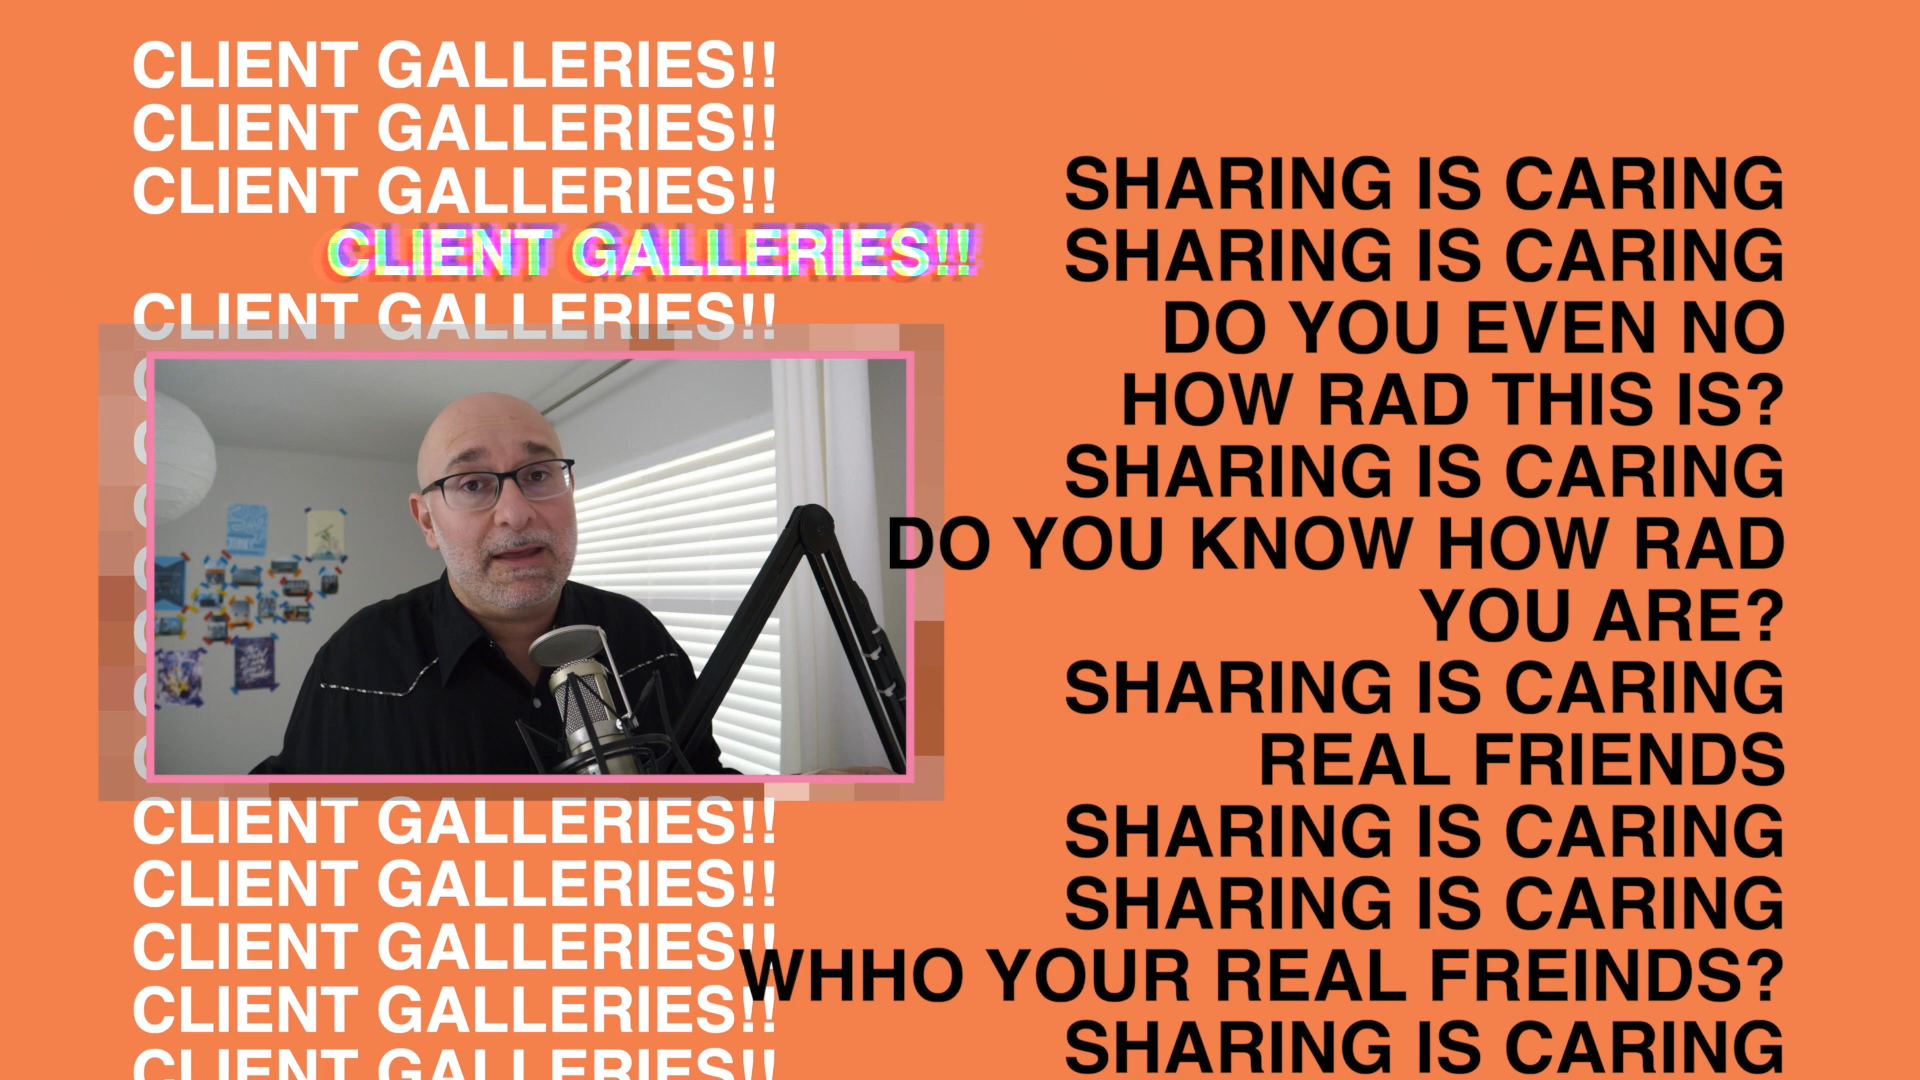 CLIENT GALLERIES!!
CLIENT GALLERIES!!
CLIENT GALLERIES!!
CLIENT GALLERIES!!
CLIENT GALLERIES!!
C
C
C
C
C
C
C
CLIENT GALLERIES!!
CLIENT GALLERIES!!
CLIENT GALLERIES!!
CLIENT GALLERIES!!
CLIENT GALLERIES!!
SHARING IS CARING
SHARING IS CARING
DO YOU EVEN NO
HOW RAD THIS IS?
SHARING IS CARING
DO YOU KNOW HOW RAD
YOU ARE?
SHARING IS CARING
REAL FRIENDS
SHARING IS CARING
SHARING IS CARING
WHHO YOUR REAL FREINDS?
SHARING IS CARING